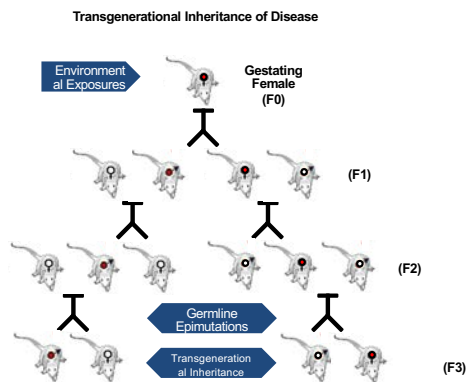 Transgenerational Inheritance of Disease
Environment
al Exposures
Gestating
Female
(F0)
(F1)
(F2)
Germline
Epimutations
Transgeneration
al Inheritance
(F3)